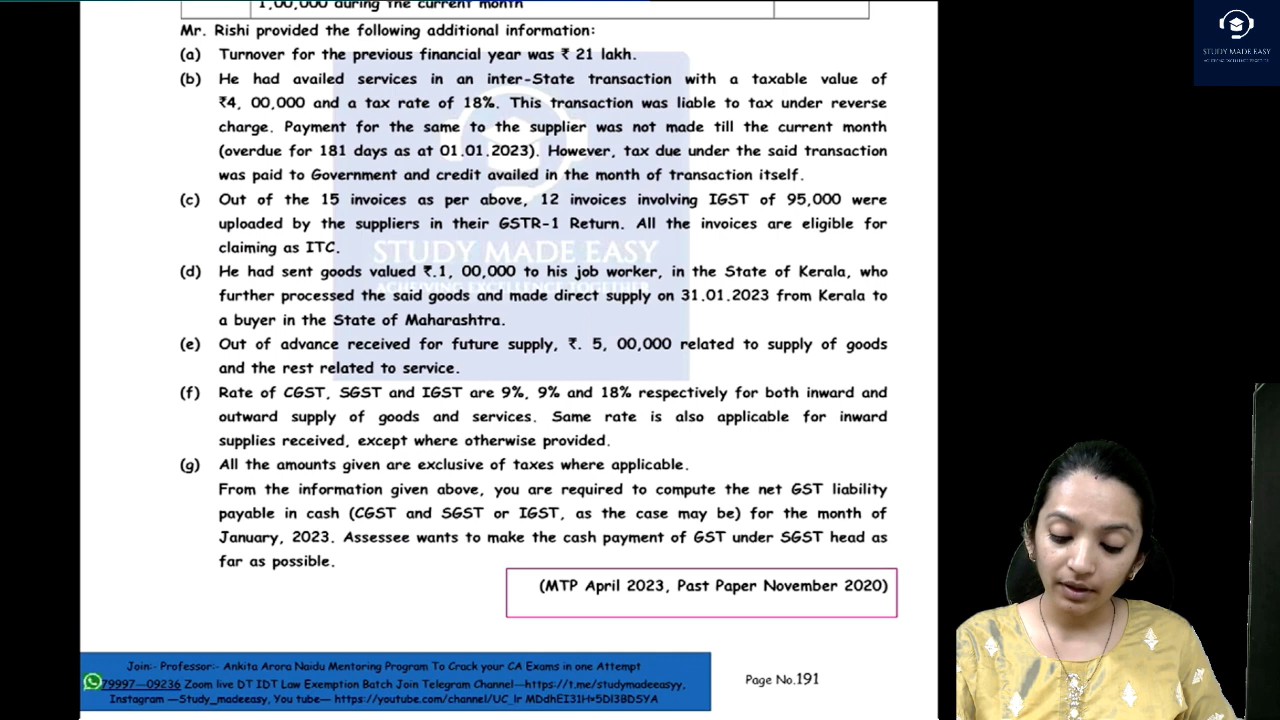 1,00,000 during the current month
Mr. Rishi provided the following additional information:
(a) Turnover for the previous financial year was ₹ 21 lakh.
(b) He had availed services in an inter-State transaction with a taxable value of
₹4, 00,000 and a tax rate of 18%. This transaction was liable to tax under reverse
charge. Payment for the same to the supplier was not made till the current month
(overdue for 181 days as at 01.01.2023). However, tax due under the said transaction
was paid to Government and credit availed in the month of transaction itself.
(c) Out of the 15 invoices as per above, 12 invoices involving IGST of 95,000 were
uploaded by the suppliers in their GSTR-1 Return. All the invoices are eligible for
claiming as ITC.
(d) He had sent goods valued ₹.1, 00,000 to his job worker, in the State of Kerala, who
further processed the said goods and made direct supply on 31.01.2023 from Kerala to
a buyer in the State of Maharashtra.
(e) Out of advance received for future supply, ₹. 5, 00,000 related to supply of goods
and the rest related to service.
(f) Rate of CGST, SGST and IGST are 9%, 9% and 18% respectively for both inward and
outward supply of goods and services. Same rate is also applicable for inward
supplies received, except where otherwise provided.
(g) All the amounts given are exclusive of taxes where applicable.
From the information given above, you are required to compute the net GST liability
payable in cash (CGST and SGST or IGST, as the case may be) for the month of
January, 2023. Assessee wants to make the cash payment of GST under SGST head as
far as possible.
(MTP April 2023, Past Paper November 2020)
STUDY MADE EASY
ACHEIVING EXCELLENCE TOGETHER
Join:- Professor:- Ankita Arora Naidu Mentoring Program To Crack your CA Exams in one Attempt
79997—09236 Zoom live DT IDT Law Exemption Batch Join Telegram Channel—https://t.me/studymadeeasyy,
Instagram —Study_madeeasy, You tube— https://youtube.com/channel/
Page No.191
STUDY MADE EASY